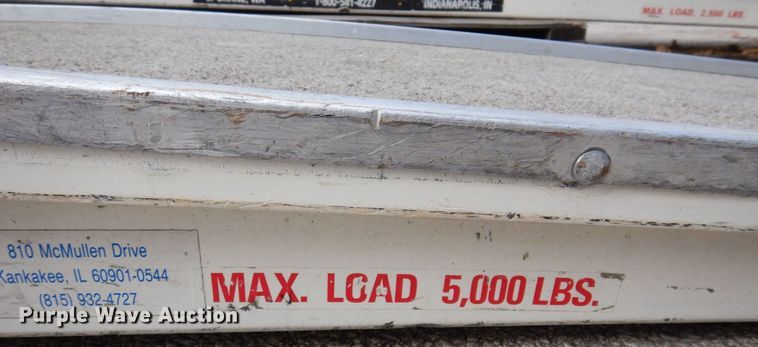 1-800-541-4227
INDIANAPOLIS, IN
MAX. LOAD 2,500 LBS.
810 McMullen Drive
Kankakee, IL 60901-0544
(815) 932-4727
MAX. LOAD 5,000 LBS.
Purple Wave Auction